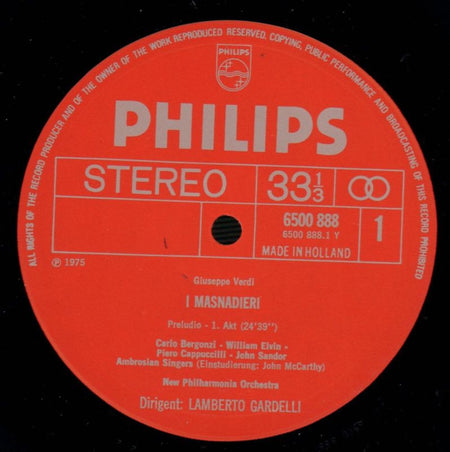 ALL RIGHTS OF THE RECORD PRODUCER AND OF THE OWNER OF THE WORK REPRODUCED RESERVED. COPYING, PUBLIC PERFORMANCE AND BROADCASTING OF THIS RECORD PROHIBITED
PHILIPS
PHILIPS
STEREO 33 1/3
6500 888
6500 888.1 Y
1
MADE IN HOLLAND
℗ 1975
Giuseppe Verdi
I MASNADIERI
Preludio - 1. Akt (24'39'')
Carlo Bergonzi - William Elvin -
Piero Cappuccilli - John Sandor
Ambrosian Singers (Einstudierung: John McCarthy)
New Philharmonia Orchestra
Dirigent: LAMBERTO GARDELLI